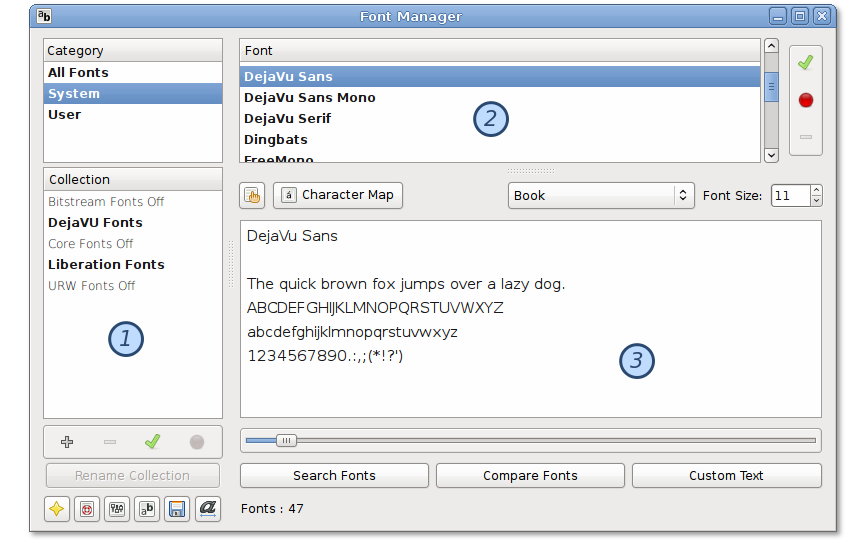 Font Manager
Category
All Fonts
System
User
Font
DejaVu Sans
DejaVu Sans Mono
DejaVu Serif
Dingbats
FreeMono
2
Collection
Bitstream Fonts Off
DejaVU Fonts
Core Fonts Off
Liberation Fonts
URW Fonts Off
1
á Character Map
Book
Font Size: 11
DejaVu Sans
The quick brown fox jumps over a lazy dog.
ABCDEFGHIJKLMNOPQRSTUVWXYZ
abcdefghijklmnopqrstuvwxyz
1234567890.:,;(*!?')
3
Rename Collection
Search Fonts
Compare Fonts
Custom Text
Fonts : 47